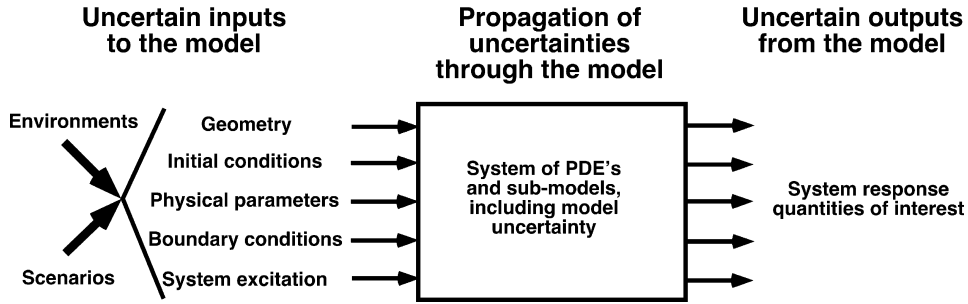 Uncertain inputs
to the model
Propagation of
uncertainties
through the model
Uncertain outputs
from the model
Environments
Scenarios
Geometry
Initial conditions
Physical parameters
Boundary conditions
System excitation
System of PDE's
and sub-models,
including model
uncertainty
System response
quantities of interest